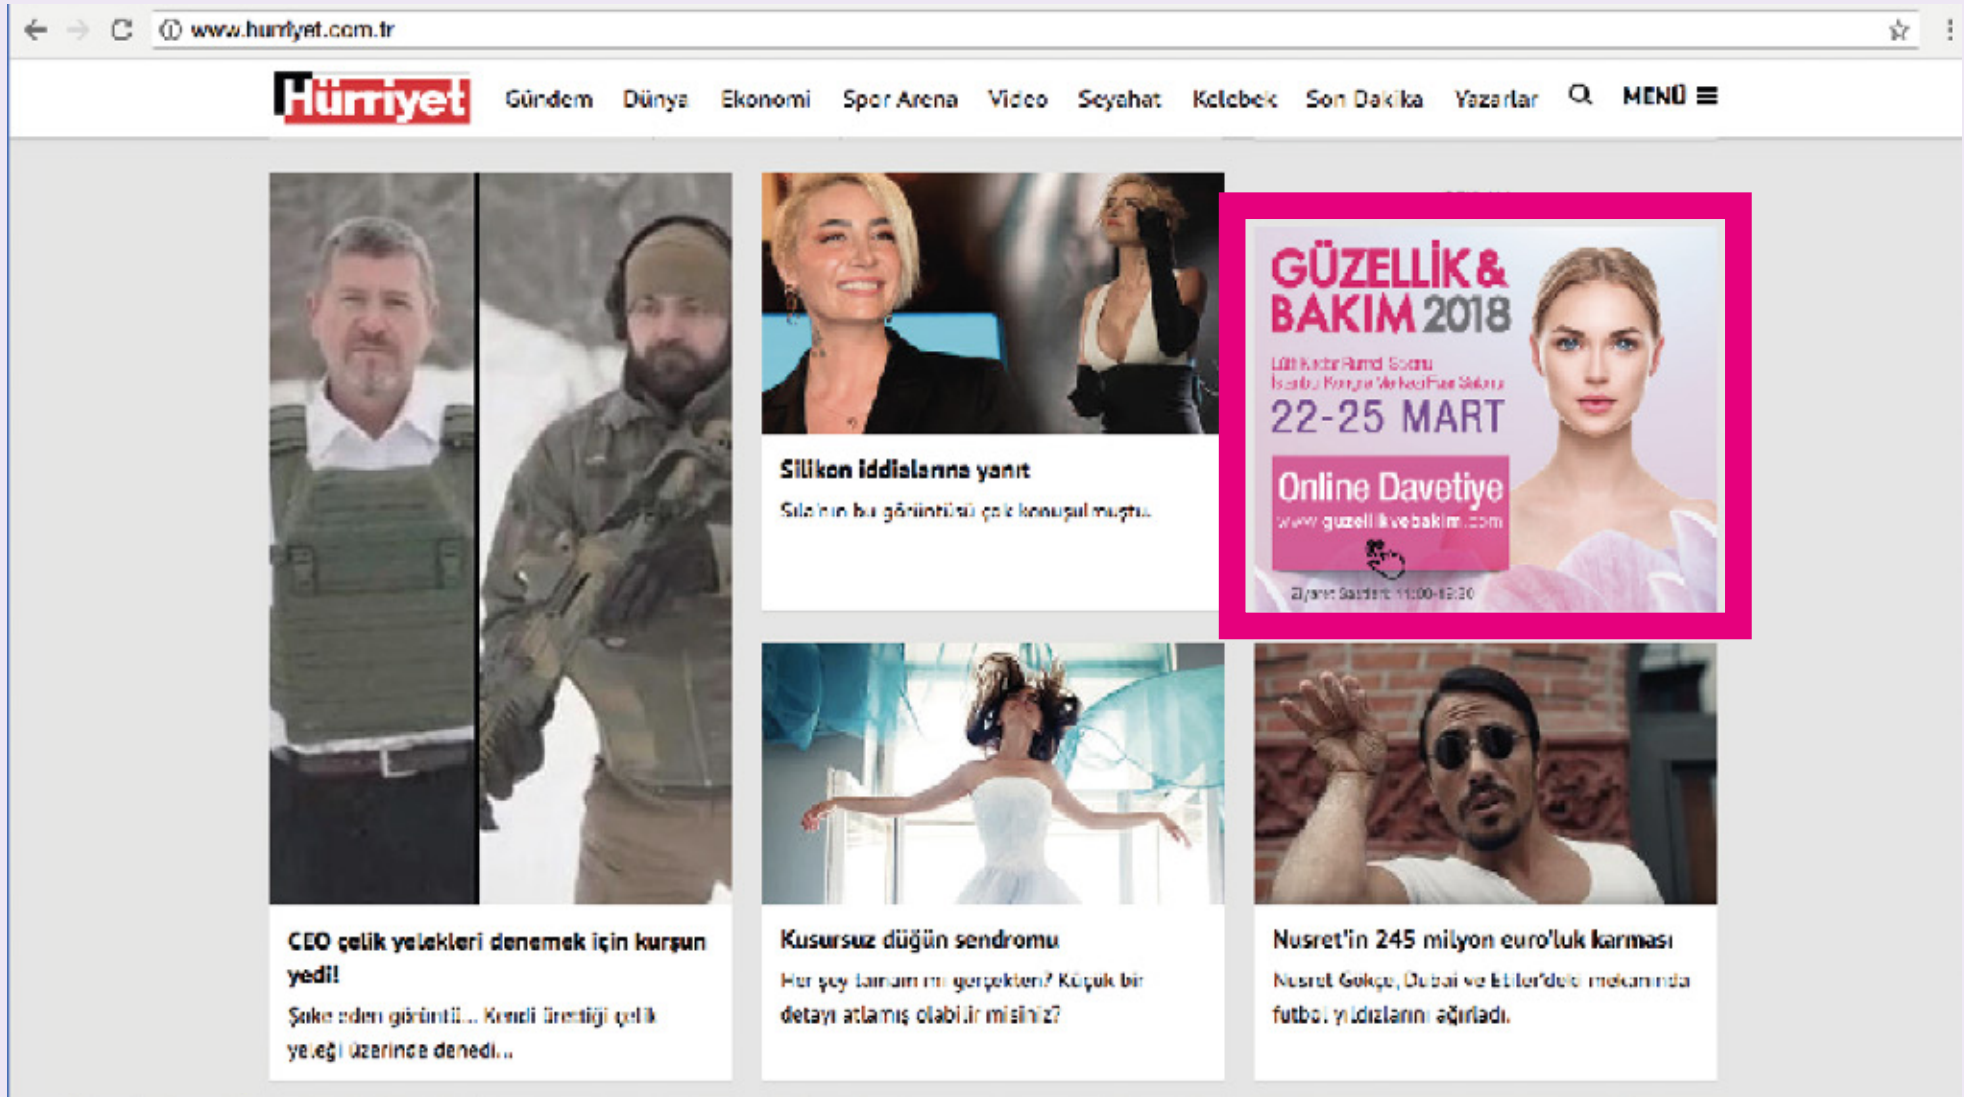 www.hurriyet.com.tr
Hürriyet
Gündem Dünya Ekonomi Spor Arena Video Seyahat Kelebek Son Dakika Yazarlar MENÜ
GÜZELLİK &
BAKIM 2018
22-25 MART
Online Davetiye
www.guzellikvebakim.com
Silikon iddialarına yanıt
Sıla'nın bu görüntüsü çok konuşulmuştu.
CEO çelik yelekleri denemek için kurşun
yedi!
Şoke eden görüntü... Kendi ürettiği çelik
yeleği üzerinde denedi...
Kusursuz düğün sendromu
Her şey tamam mı gerçekten? Küçük bir
detayı atlamış olabilir misiniz?
Nusret'in 245 milyon euro'luk karması
Nusret Gökçe, Dubai ve Etiler'deki mekanında
futbol yıldızlarını ağırladı.